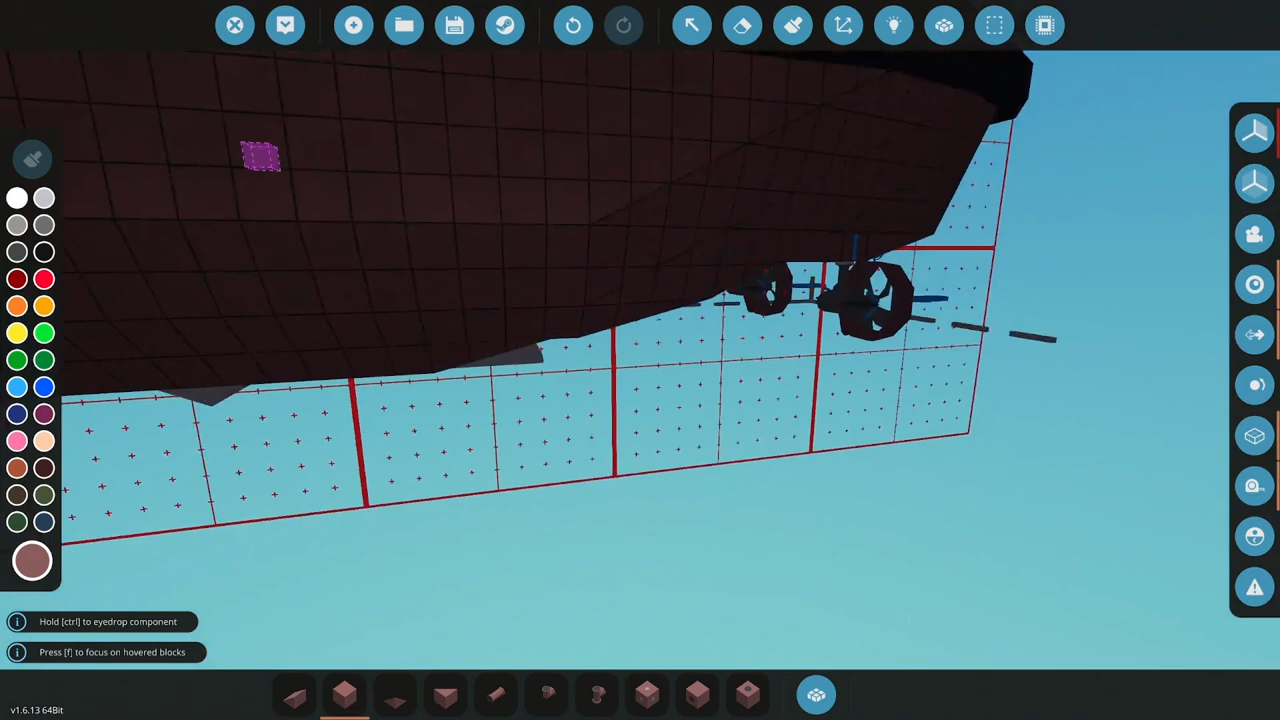 Hold [ctrl] to eyedrop component
Press [f] to focus on hovered blocks
v1.6.13 64Bit